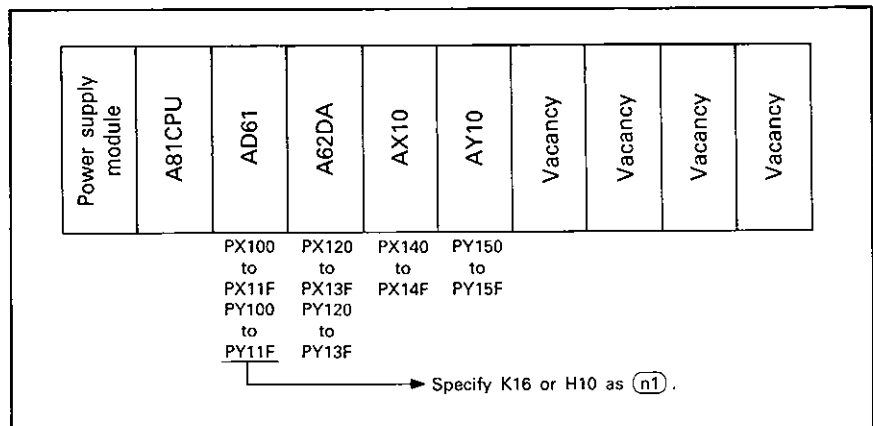 Power supply
module
A81CPU
AD61
A62DA
AX10
AY10
Vacancy
Vacancy
Vacancy
Vacancy
PX100
to
PX11F
PY100
to
PY11F
PX120
to
PX13F
PY120
to
PY13F
PX140
to
PX14F
PY150
to
PY15F
Specify K16 or H10 as (n1).